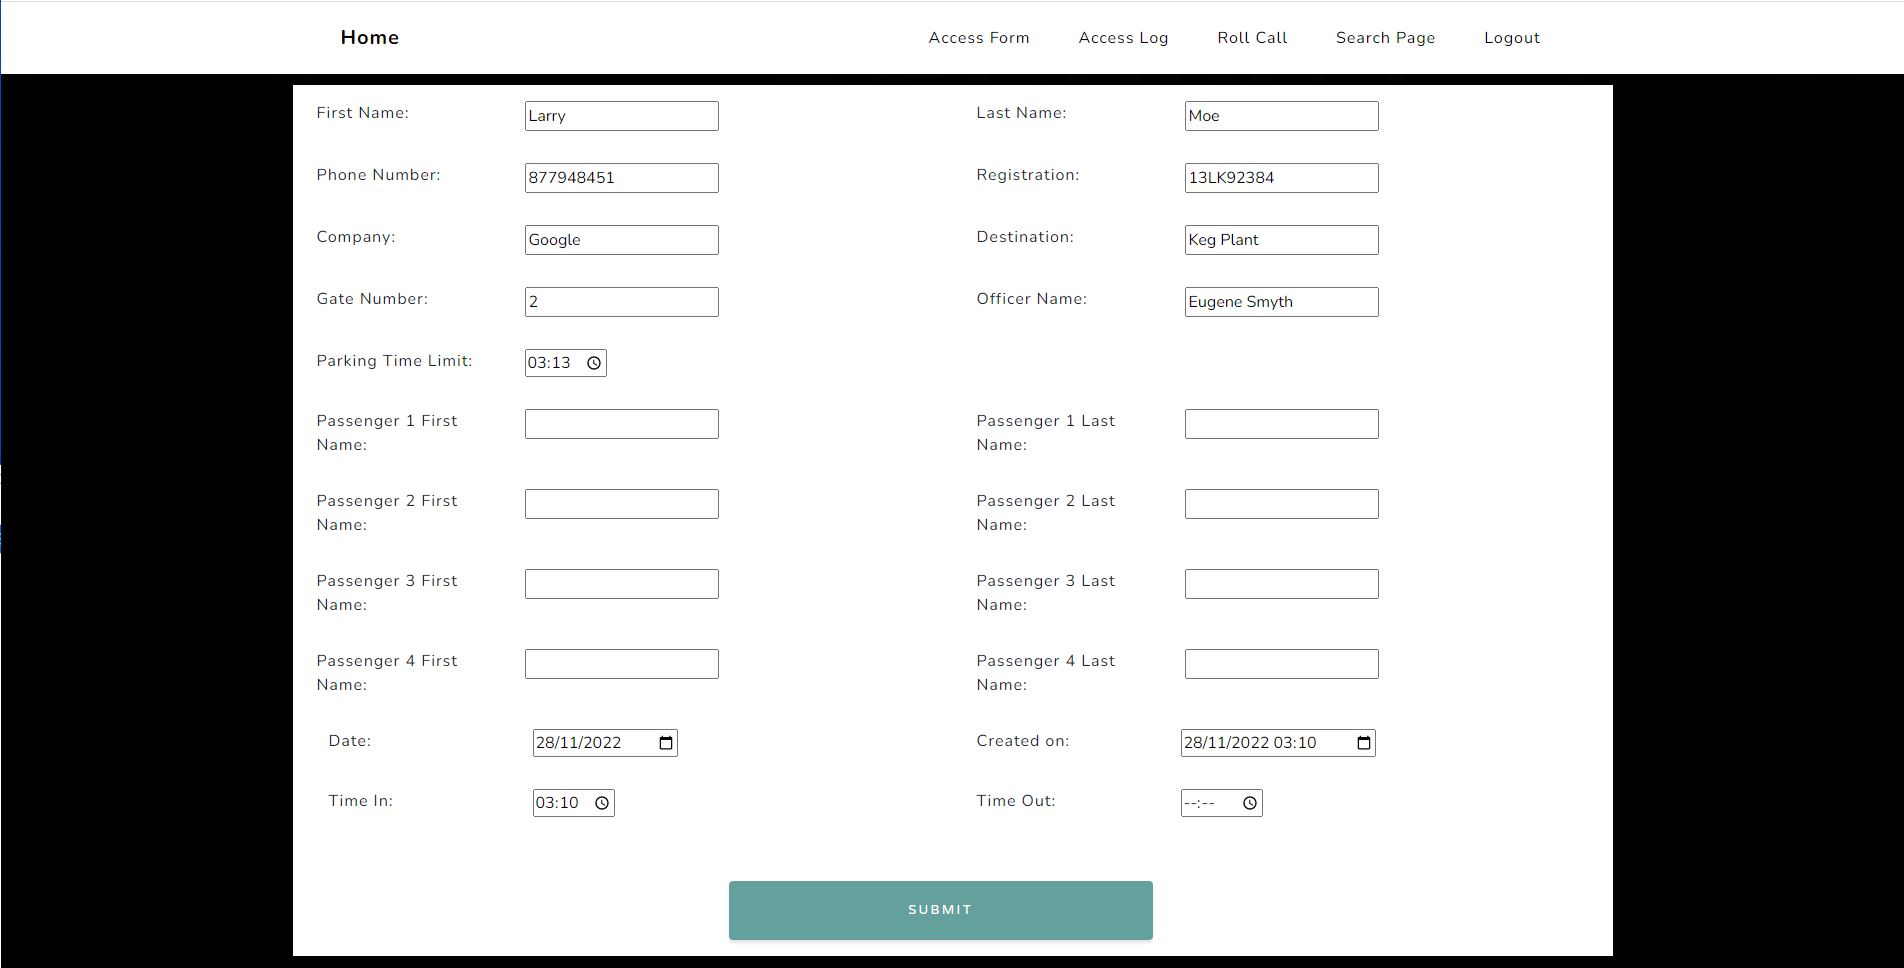 Home Access Form Access Log Roll Call Search Page Logout
First Name: Larry Last Name: Moe
Phone Number: 877948451 Registration: 13LK92384
Company: Google Destination: Keg Plant
Gate Number: 2 Officer Name: Eugene Smyth
Parking Time Limit: 03:13
Passenger 1 First Passenger 1 Last
Name: Name:
Passenger 2 First Passenger 2 Last
Name: Name:
Passenger 3 First Passenger 3 Last
Name: Name:
Passenger 4 First Passenger 4 Last
Name: Name:
Date: 28/11/2022 Created on: 28/11/2022 03:10
Time In: 03:10 Time Out: --:--
SUBMIT